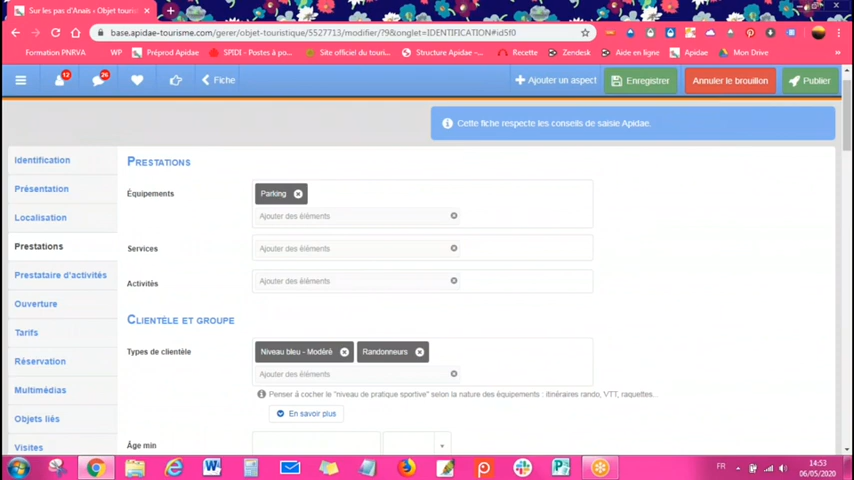 Sur les pas d'Anaïs • Objet touri
base.apidae-tourisme.com/gerer/objet-touristique/5527713/modifier/?9&onglet=IDENTIFICATION#id5f0
Formation PNRVA WP Préprod Apidae SPIDI - Postes à po... Site officiel du touri... Structure Apidae -... Recette Zendesk Aide en ligne Apidae Mon Drive
12 26 Fiche Ajouter un aspect Enregistrer Annuler le brouillon Publier
Cette fiche respecte les conseils de saisie Apidae.
Identification
Présentation
Localisation
Prestations
Prestataire d'activités
Ouverture
Tarifs
Réservation
Multimédias
Objets liés
Visites
PRESTATIONS
Équipements Parking
Ajouter des éléments
Services Ajouter des éléments
Activités Ajouter des éléments
CLIENTÈLE ET GROUPE
Types de clientèle Niveau bleu - Modéré Randonneurs
Ajouter des éléments
Penser à cocher le "niveau de pratique sportive" selon la nature des équipements : itinéraires rando, VTT, raquettes...
En savoir plus
Âge min
FR 14:53
06/05/2020